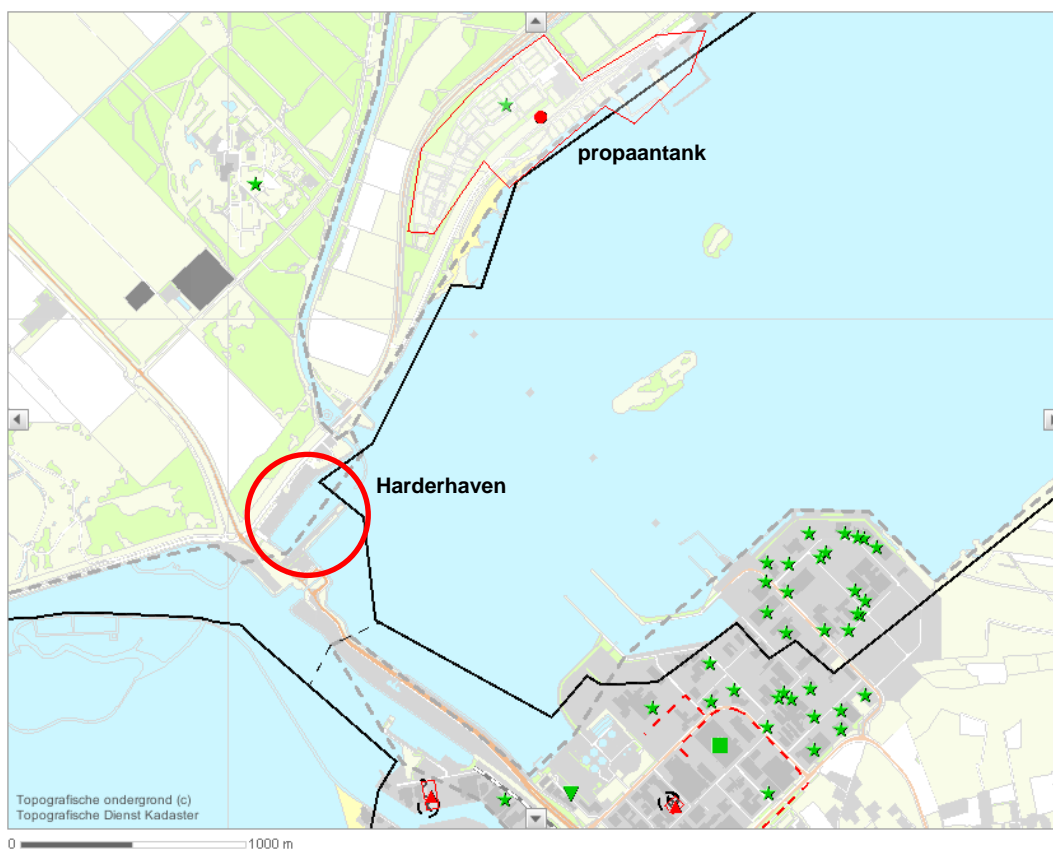 propaantank
Harderhaven
Topografische ondergrond (c)
Topografische Dienst Kadaster
0 1000 m